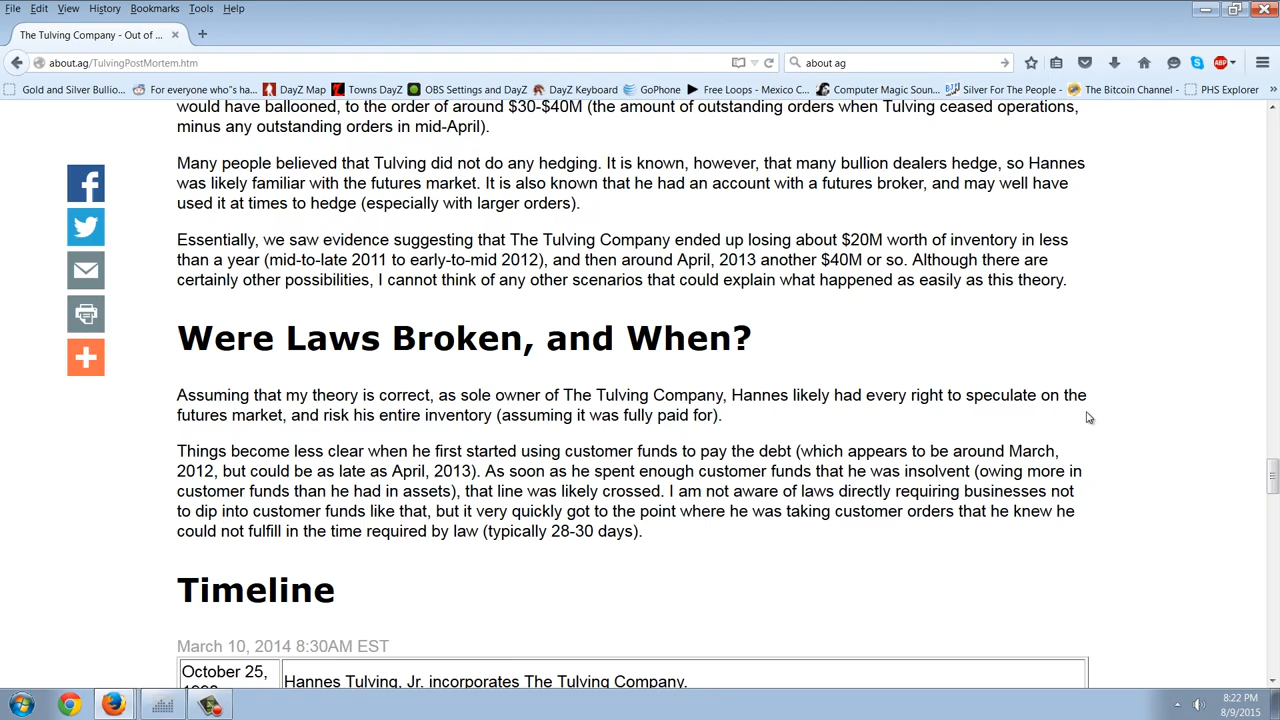 File Edit View History Bookmarks Tools Help
The Tulving Company - Out of ...
about.ag/TulvingPostMortem.htm
about ag
ABP
Gold and Silver Bullio... For everyone who"s ha... DayZ Map Towin DayZ OBS Settings and DayZ DayZ Keyboard GoPhone Free Loops - Mexico C... Computer Magic Soun... Silver For The People - The Bitcoin Channel - PHS Explorer
would have ballooned, to the order of around $30-$40M (the amount of outstanding orders when Tulving ceased operations,
minus any outstanding orders in mid-April).
Many people believed that Tulving did not do any hedging. It is known, however, that many bullion dealers hedge, so Hannes
was likely familiar with the futures market. It is also known that he had an account with a futures broker, and may well have
used it at times to hedge (especially with larger orders).
Essentially, we saw evidence suggesting that The Tulving Company ended up losing about $20M worth of inventory in less
than a year (mid-to-late 2011 to early-to-mid 2012), and then around April, 2013 another $40M or so. Although there are
certainly other possibilities, I cannot think of any other scenarios that could explain what happened as easily as this theory.
Were Laws Broken, and When?
Assuming that my theory is correct, as sole owner of The Tulving Company, Hannes likely had every right to speculate on the
futures market, and risk his entire inventory (assuming it was fully paid for).
Things become less clear when he first started using customer funds to pay the debt (which appears to be around March,
2012, but could be as late as April, 2013). As soon as he spent enough customer funds that he was insolvent (owing more in
customer funds than he had in assets), that line was likely crossed. I am not aware of laws directly requiring businesses not
to dip into customer funds like that, but it very quickly got to the point where he was taking customer orders that he knew he
could not fulfill in the time required by law (typically 28-30 days).
Timeline
March 10, 2014 8:30AM EST
October 25,
Hannes Tulving, Jr. incorporates The Tulving Company.
8:22 PM
8/9/2015